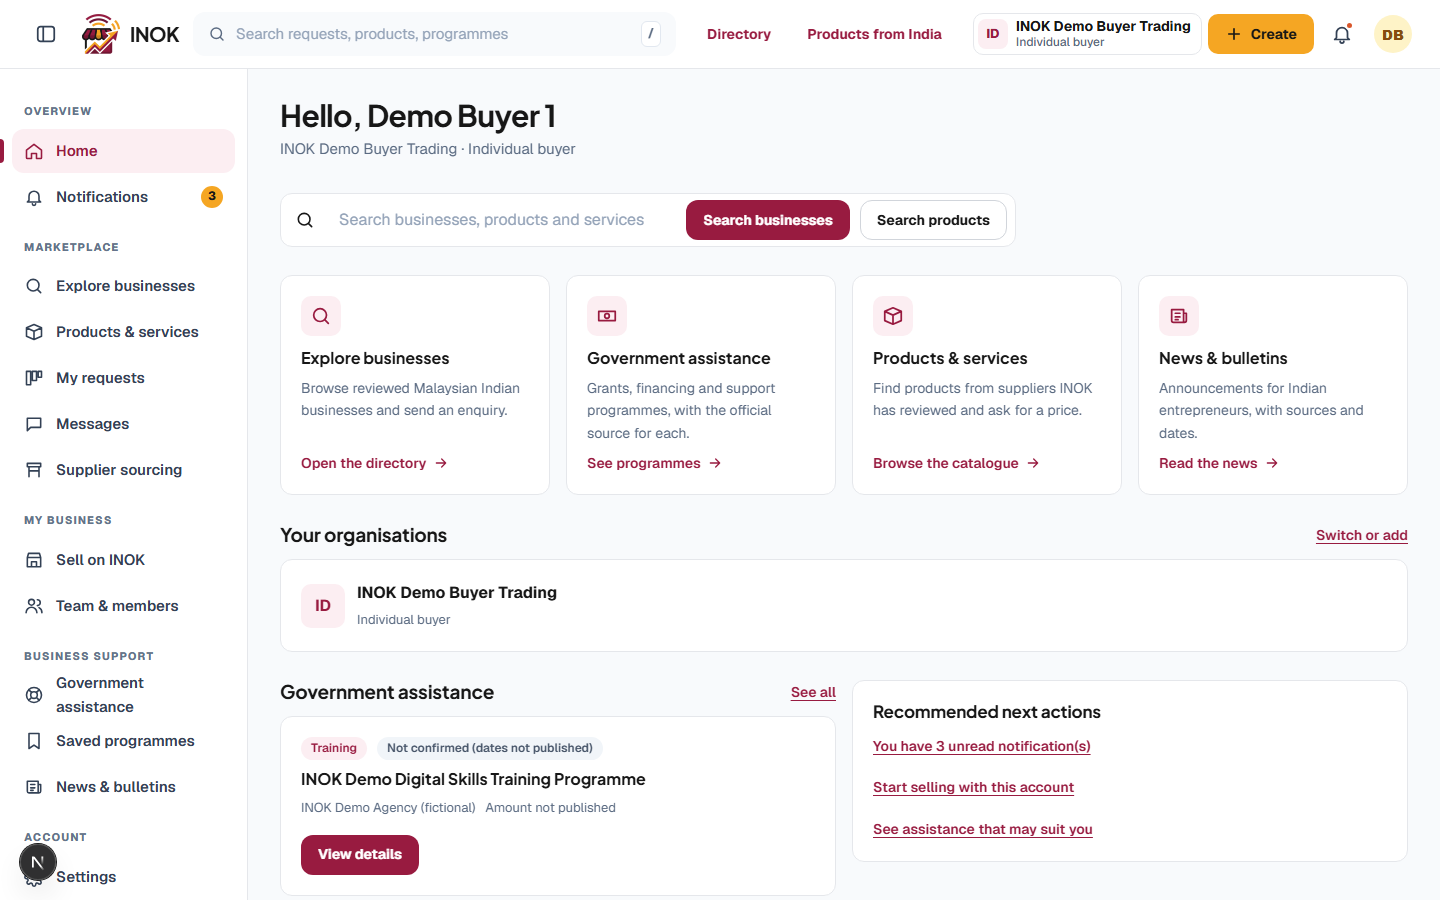 INOK
Search requests, products, programmes
/
Directory
Products from India
ID
INOK Demo Buyer Trading
Individual buyer
Create
DB
OVERVIEW
Home
Notifications
3
MARKETPLACE
Explore businesses
Products & services
My requests
Messages
Supplier sourcing
MY BUSINESS
Sell on INOK
Team & members
BUSINESS SUPPORT
Government
assistance
Saved programmes
News & bulletins
ACCOUNT
N
Settings
Hello, Demo Buyer 1
INOK Demo Buyer Trading · Individual buyer
Search businesses, products and services
Search businesses
Search products
Explore businesses
Browse reviewed Malaysian Indian
businesses and send an enquiry.
Open the directory →
Government assistance
Grants, financing and support
programmes, with the official
source for each.
See programmes →
Products & services
Find products from suppliers INOK
has reviewed and ask for a price.
Browse the catalogue →
News & bulletins
Announcements for Indian
entrepreneurs, with sources and
dates.
Read the news →
Your organisations
Switch or add
ID
INOK Demo Buyer Trading
Individual buyer
Government assistance
See all
Training
Not confirmed (dates not published)
INOK Demo Digital Skills Training Programme
INOK Demo Agency (fictional) Amount not published
View details
Recommended next actions
You have 3 unread notification(s)
Start selling with this account
See assistance that may suit you